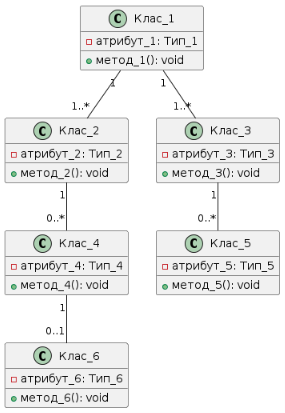 C Клас_1
атрибут_1: Тип_1
метод_1(): void
1 1
1..* 1..*
C Клас_2 C Клас_3
атрибут_2: Тип_2 атрибут_3: Тип_3
метод_2(): void метод_3(): void
1 1
0..* 0..*
C Клас_4 C Клас_5
атрибут_4: Тип_4 атрибут_5: Тип_5
метод_4(): void метод_5(): void
1
0..1
C Клас_6
атрибут_6: Тип_6
метод_6(): void